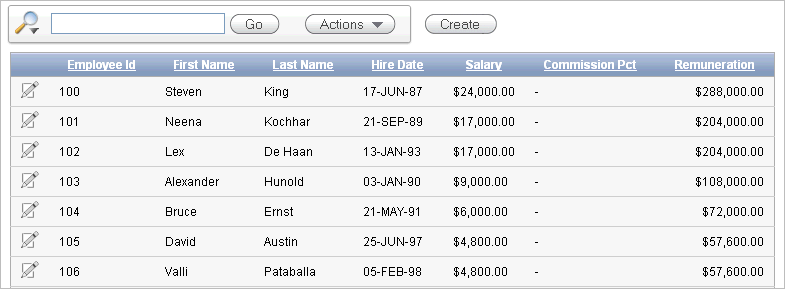 Go Actions Create
Employee Id First Name Last Name Hire Date Salary Commission Pct Remuneration
100 Steven King 17-JUN-87 $24,000.00 - $288,000.00
101 Neena Kochhar 21-SEP-89 $17,000.00 - $204,000.00
102 Lex De Haan 13-JAN-93 $17,000.00 - $204,000.00
103 Alexander Hunold 03-JAN-90 $9,000.00 - $108,000.00
104 Bruce Ernst 21-MAY-91 $6,000.00 - $72,000.00
105 David Austin 25-JUN-97 $4,800.00 - $57,600.00
106 Valli Pataballa 05-FEB-98 $4,800.00 - $57,600.00